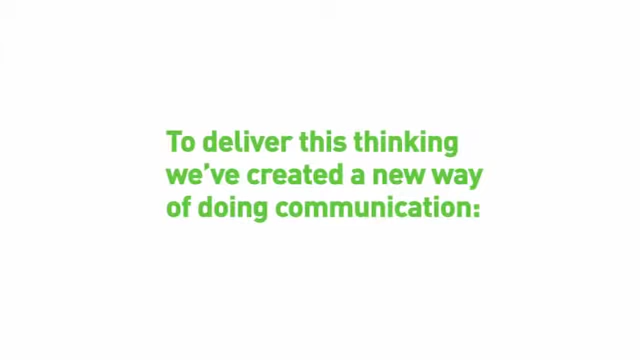 To deliver this thinking
we've created a new way
of doing communication: